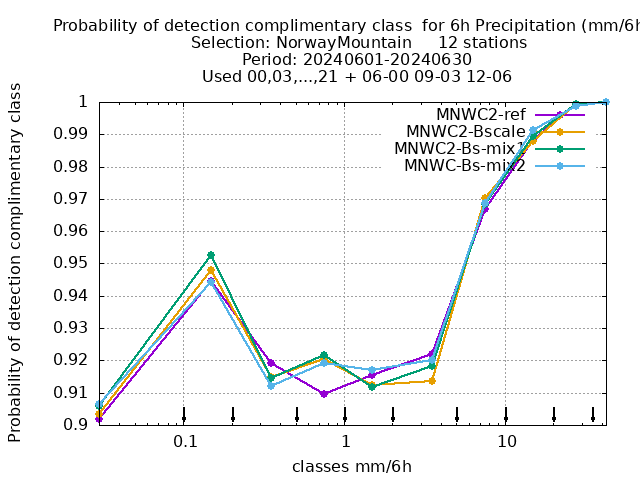 Probability of detection complimentary class for 6h Precipitation (mm/6h
Selection: NorwayMountain 12 stations
Period: 20240601-20240630
Used 00,03,...,21 + 06-00 09-03 12-06
Probability of detection complimentary class
1
0.99
0.98
0.97
0.96
0.95
0.94
0.93
0.92
0.91
0.9
MNWC2-ref
MNWC2-Bscale
MNWC2-Bs-mix1
MNWC-Bs-mix2
0.1
1
10
classes mm/6h